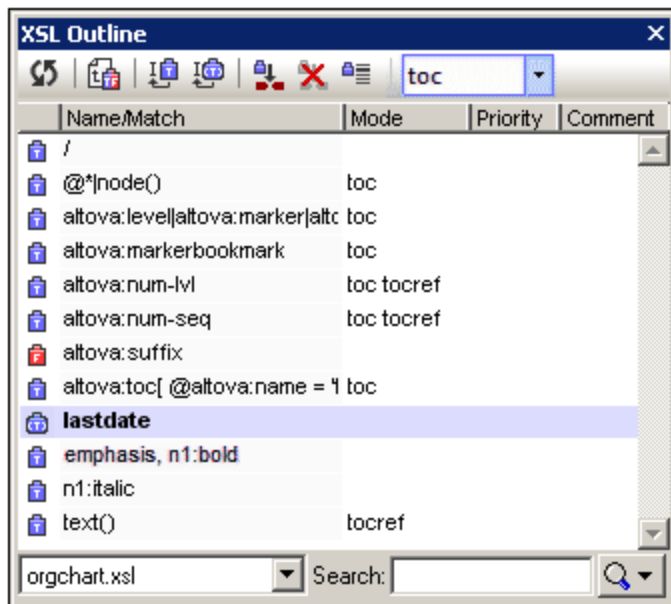 XSL Outline
toc
Name/Match Mode Priority Comment
/
@*|node() toc
altova:level|altova:marker|alto toc
altova:markerbookmark toc
altova:num-lvl toc tocref
altova:num-seq toc tocref
altova:suffix
altova:toc[ @altova:name = ' toc
lastdate
emphasis, n1:bold
n1:italic
text() tocref
orgchart.xsl Search: